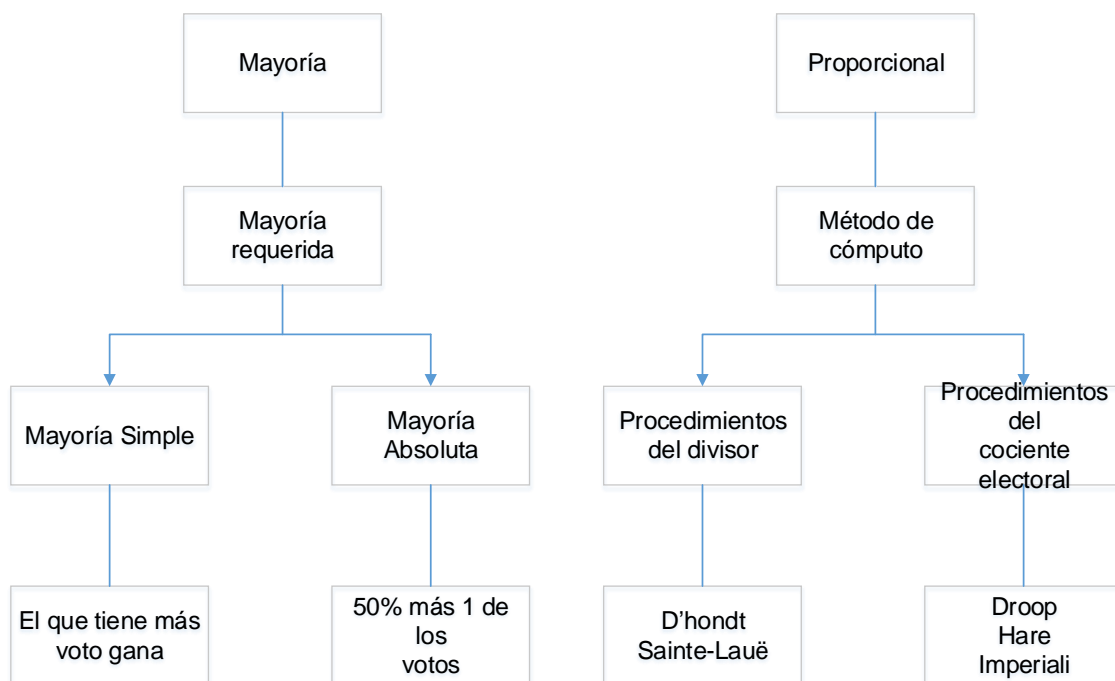 Mayoría
Proporcional
Mayoría
requerida
Método de
cómputo
Mayoría Simple
Mayoría
Absoluta
Procedimientos
del divisor
Procedimientos
del
cociente
electoral
El que tiene más
voto gana
50% más 1 de
los
votos
D’hondt
Sainte-Lauë
Droop
Hare
Imperiali